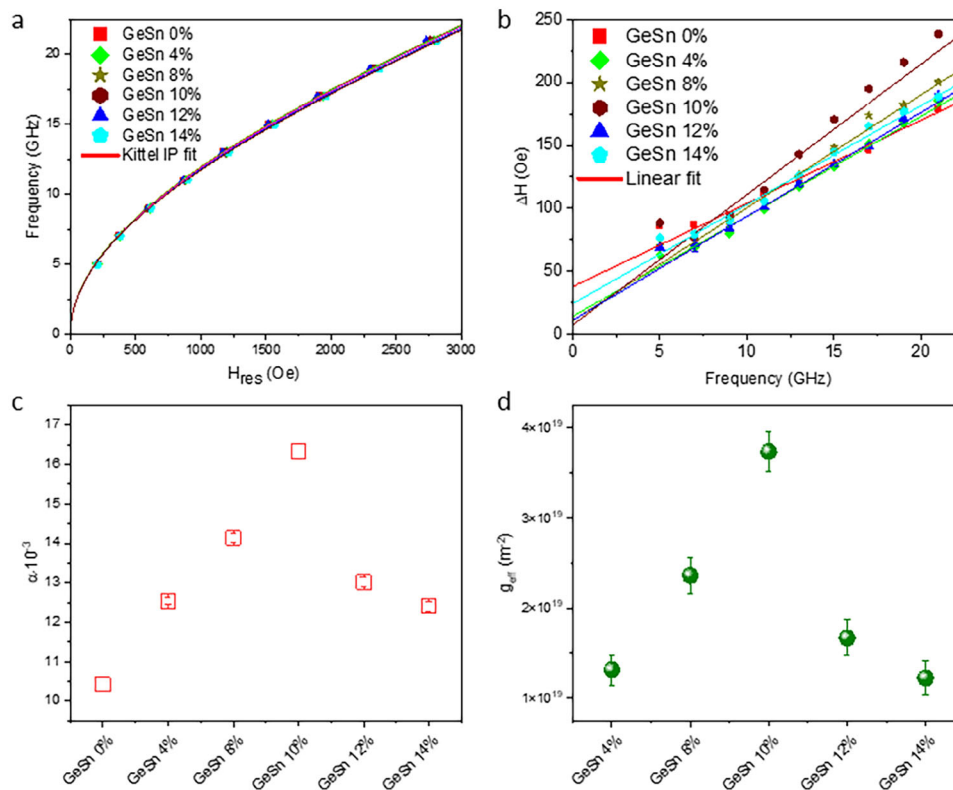 a
GeSn 0%
GeSn 4%
GeSn 8%
GeSn 10%
GeSn 12%
GeSn 14%
Kittel IP fit
Frequency (GHz)
20
15
10
5
0
0 500 1000 1500 2000 2500 3000
H_res (Oe)
b
GeSn 0%
GeSn 4%
GeSn 8%
GeSn 10%
GeSn 12%
GeSn 14%
Linear fit
ΔH (Oe)
250
200
150
100
50
0
0 5 10 15 20
Frequency (GHz)
c
α·10⁻³
17
16
15
14
13
12
11
10
GeSn 0%
GeSn 4%
GeSn 8%
GeSn 10%
GeSn 12%
GeSn 14%
d
g_eff (m⁻²)
4×10¹⁹
3×10¹⁹
2×10¹⁹
1×10¹⁹
GeSn 4%
GeSn 8%
GeSn 10%
GeSn 12%
GeSn 14%